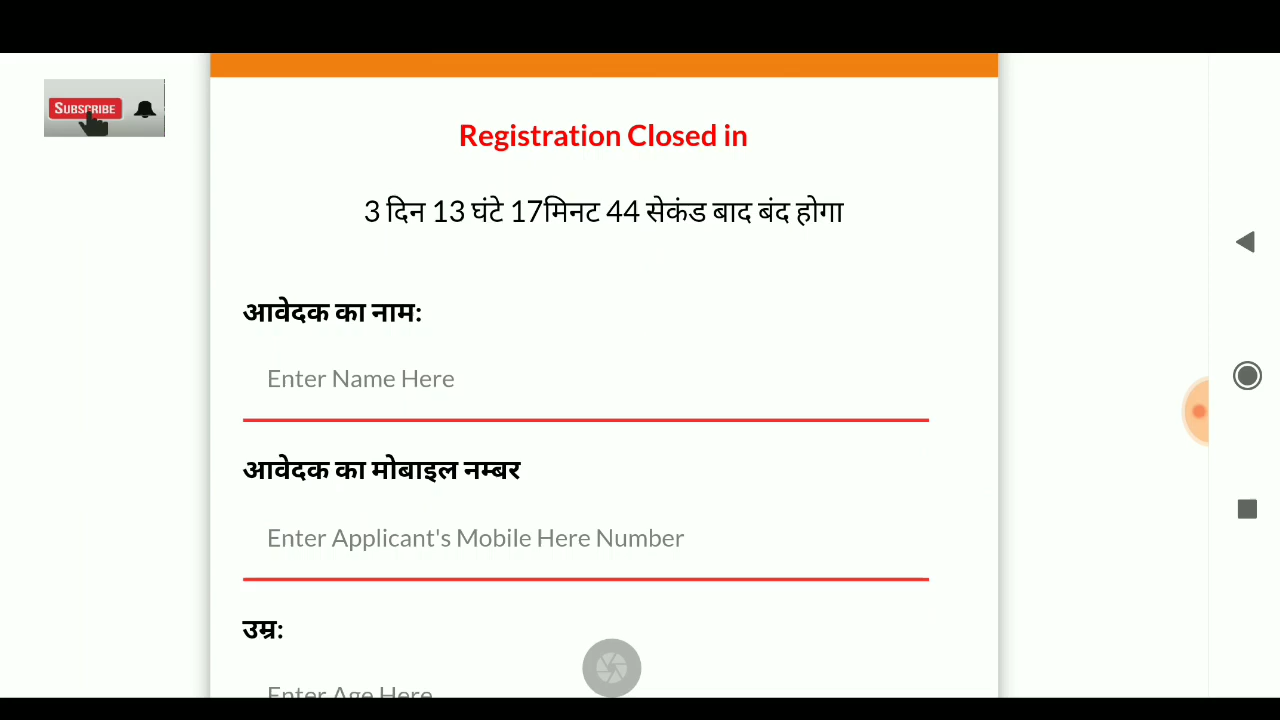 SUBSCRIBE
Registration Closed in
3 दिन 13 घंटे 17मिनट 44 सेकंड बाद बंद होगा
आवेदक का नाम:
Enter Name Here
आवेदक का मोबाइल नम्बर
Enter Applicant's Mobile Here Number
उम्र:
Enter Age Here